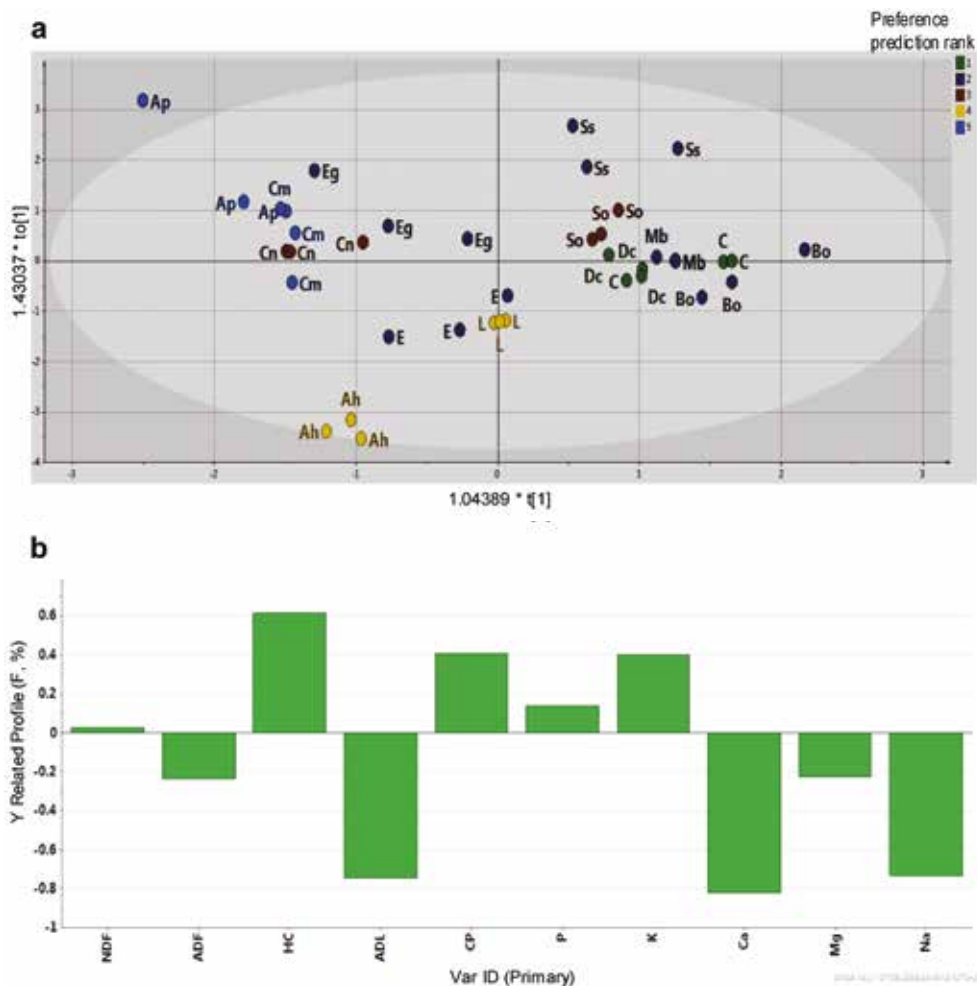 a
Preference
prediction rank
1
2
3
4
5
3
2
1
0
-1
-2
-3
-4
1.43037 * to[1]
Ap
Ss
Ss
Eg
Ss
Cm
Ap
Ap
So
So
Cm
Cn
Eg
Eg
So
Mb
C
Cn
Cn
Dc
Bo
Mb
C
Cm
Dc
C
Dc
Bo
Bo
E
L
L
E
E
L
Ah
Ah
Ah
-3
-2
-1
0
1
2
3
1.04389 * t[1]
b
Y Related Profile (F, %)
0.6
0.4
0.2
0
-0.2
-0.4
-0.6
-0.8
-1
NDF
ADF
HC
ADL
CP
P
K
Ca
Mg
Na
Var ID (Primary)